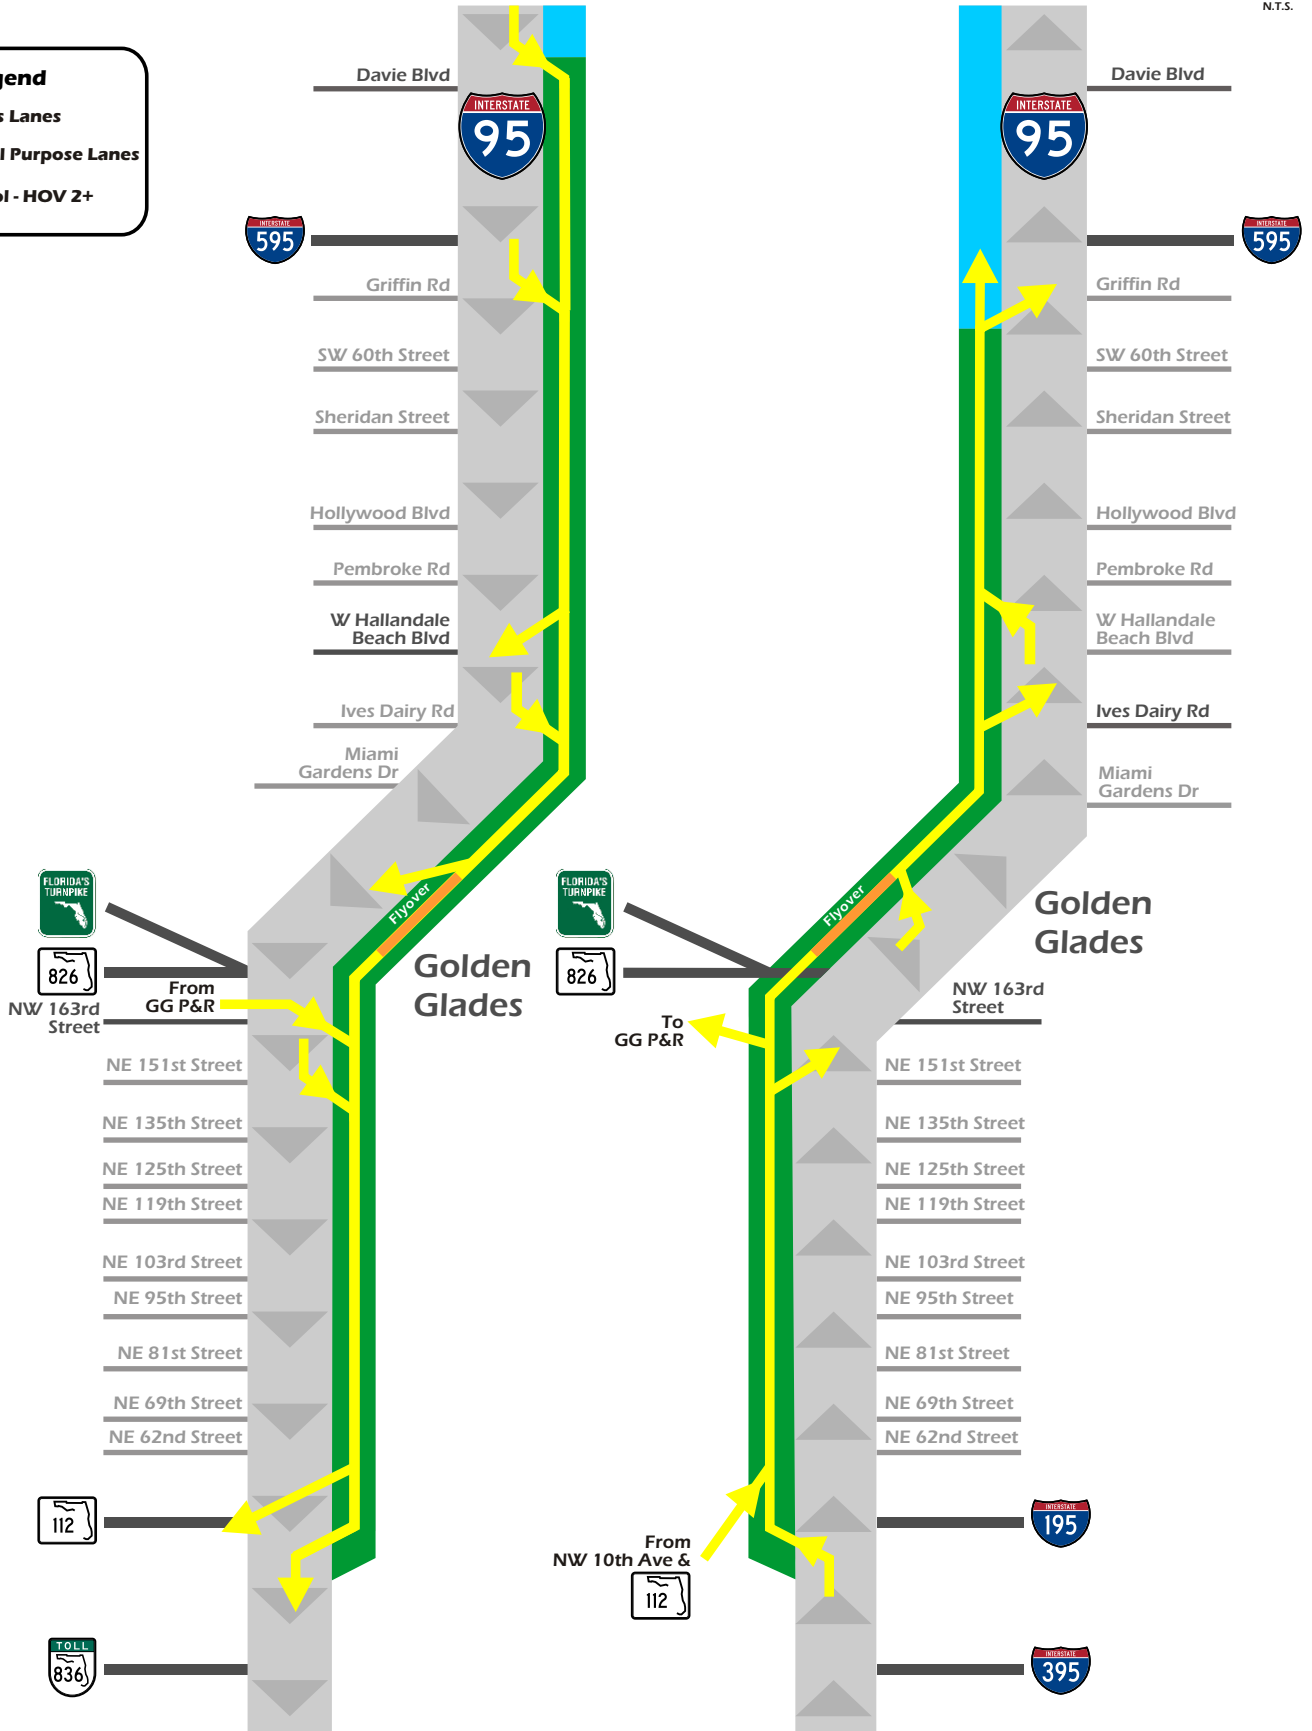 N.T.S.
gend
s Lanes
l Purpose Lanes
ol - HOV 2+
Davie Blvd
INTERSTATE
95
INTERSTATE
595
Griffin Rd
SW 60th Street
Sheridan Street
Hollywood Blvd
Pembroke Rd
W Hallandale
Beach Blvd
Ives Dairy Rd
Miami
Gardens Dr
FLORIDA'S
TURNPIKE
Flyover
826
From
GG P&R
NW 163rd
Street
Golden
Glades
NE 151st Street
NE 135th Street
NE 125th Street
NE 119th Street
NE 103rd Street
NE 95th Street
NE 81st Street
NE 69th Street
NE 62nd Street
112
TOLL
836
Davie Blvd
INTERSTATE
95
INTERSTATE
595
Griffin Rd
SW 60th Street
Sheridan Street
Hollywood Blvd
Pembroke Rd
W Hallandale
Beach Blvd
Ives Dairy Rd
Miami
Gardens Dr
FLORIDA'S
TURNPIKE
Flyover
Golden
Glades
826
NW 163rd
Street
To
GG P&R
NE 151st Street
NE 135th Street
NE 125th Street
NE 119th Street
NE 103rd Street
NE 95th Street
NE 81st Street
NE 69th Street
NE 62nd Street
INTERSTATE
195
From
NW 10th Ave &
112
INTERSTATE
395